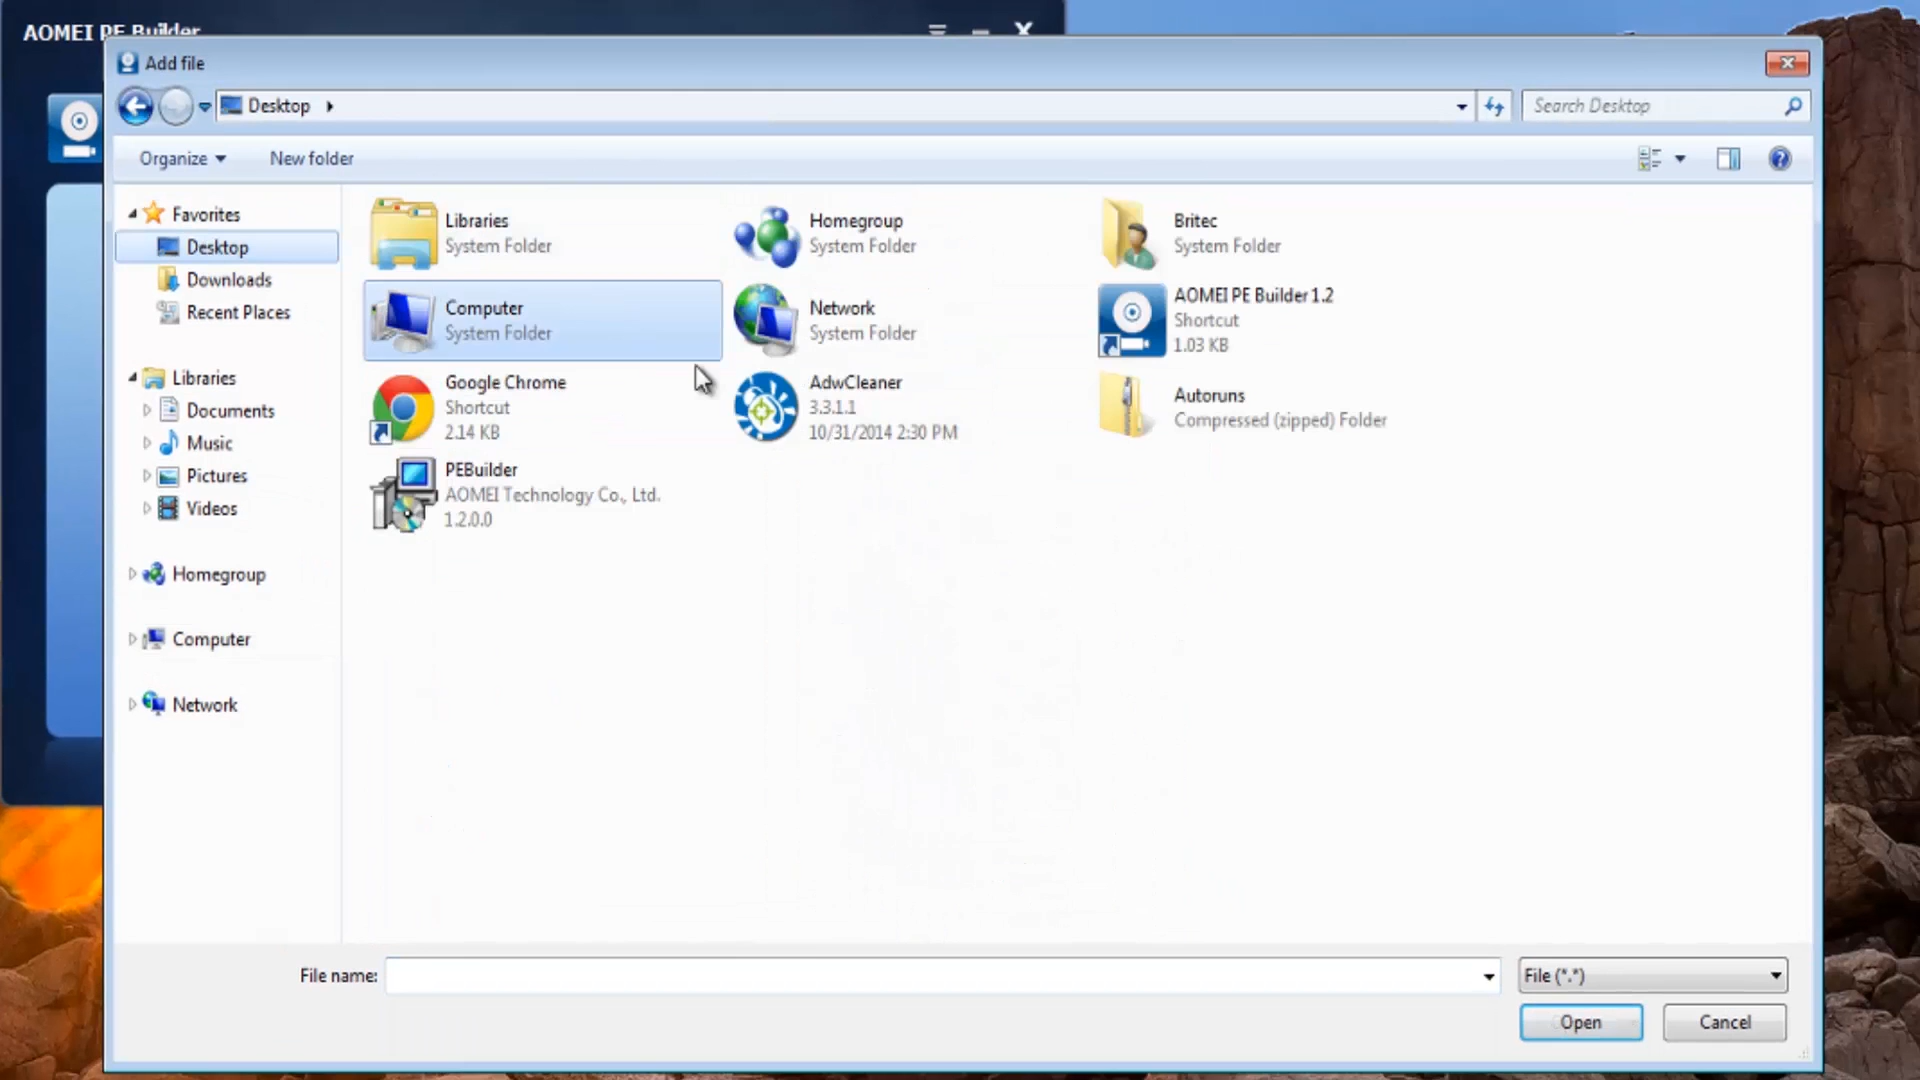 AOMEI PE Builder
Add file
Desktop
Search Desktop
Organize
New folder
Favorites
Desktop
Downloads
Recent Places
Libraries
Documents
Music
Pictures
Videos
Homegroup
Computer
Network
Libraries
System Folder
Homegroup
System Folder
Britec
System Folder
Computer
System Folder
Network
System Folder
AOMEI PE Builder 1.2
Shortcut
1.03 KB
Google Chrome
Shortcut
2.14 KB
AdwCleaner
3.3.1.1
10/31/2014 2:30 PM
Autoruns
Compressed (zipped) Folder
PEBuilder
AOMEI Technology Co., Ltd.
1.2.0.0
File name:
File (*.*)
Open
Cancel